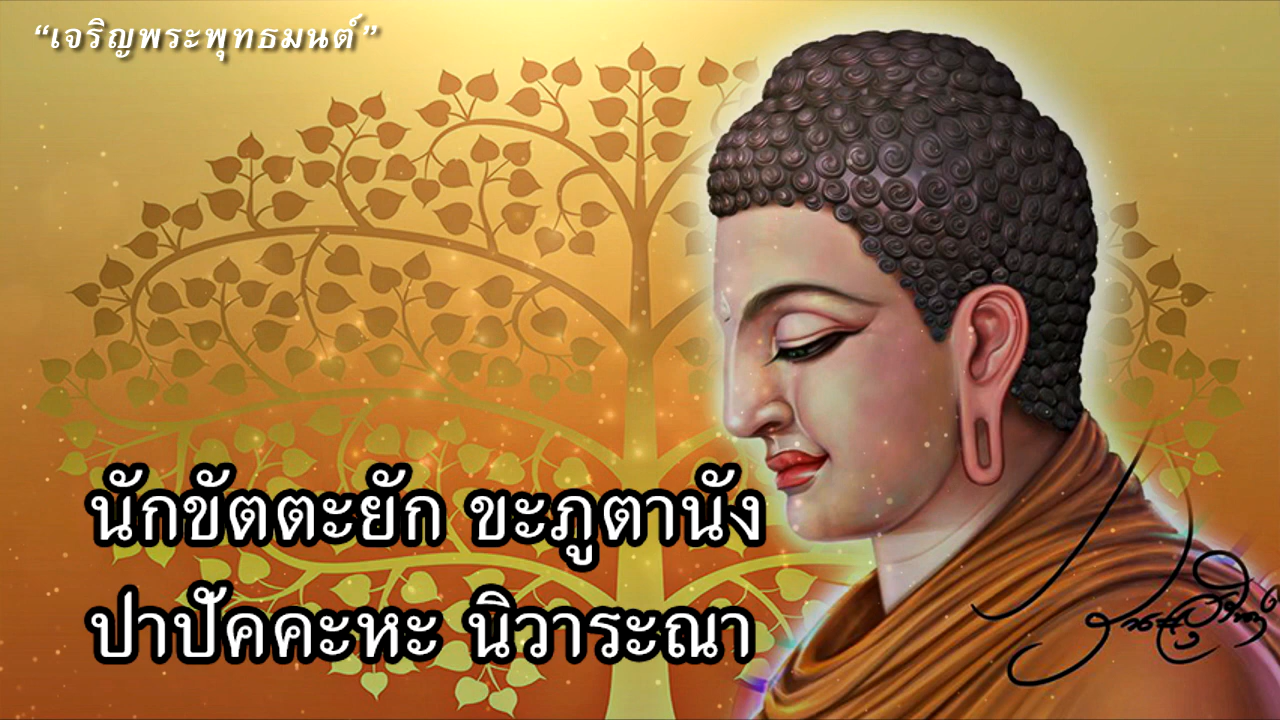 “เจริญพระพุทธมนต์”
นักขัตตะยัก ขะภูตานัง
ปาปัคคะหะ นิวาระณา